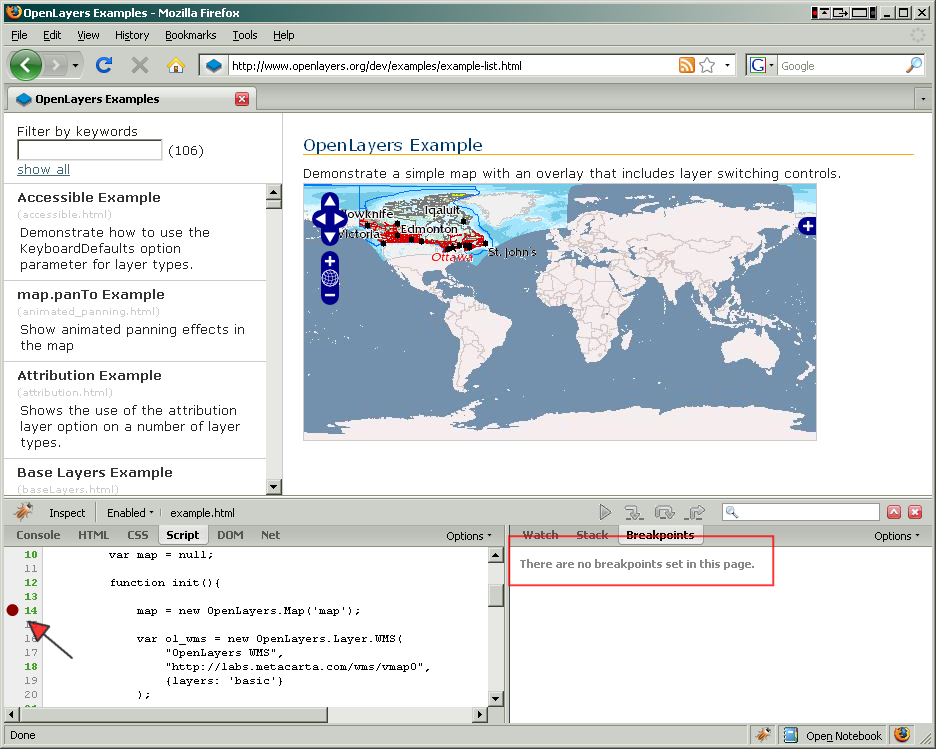 OpenLayers Examples - Mozilla Firefox
File Edit View History Bookmarks Tools Help
http://www.openlayers.org/dev/examples/example-list.html
G Google
OpenLayers Examples
Filter by keywords
(106)
show all
Accessible Example
(accessible.html)
Demonstrate how to use the
KeyboardDefaults option
parameter for layer types.
map.panTo Example
(animated_panning.html)
Show animated panning effects in
the map
Attribution Example
(attribution.html)
Shows the use of the attribution
layer option on a number of layer
types.
Base Layers Example
(baseLayers.html)
OpenLayers Example
Demonstrate a simple map with an overlay that includes layer switching controls.
owknife
Iqaluit
Victoria
Edmonton
Ottawa
St. John's
Inspect Enabled example.html
Console HTML CSS Script DOM Net Options
Watch Stack Breakpoints Options
10 var map = null;
11
12 function init(){
13
14 map = new OpenLayers.Map('map');
16 var ol_wms = new OpenLayers.Layer.WMS(
17 "OpenLayers WMS",
18 "http://labs.metacarta.com/wms/vmap0",
19 {layers: 'basic'}
20 );
There are no breakpoints set in this page.
Done
Open Notebook